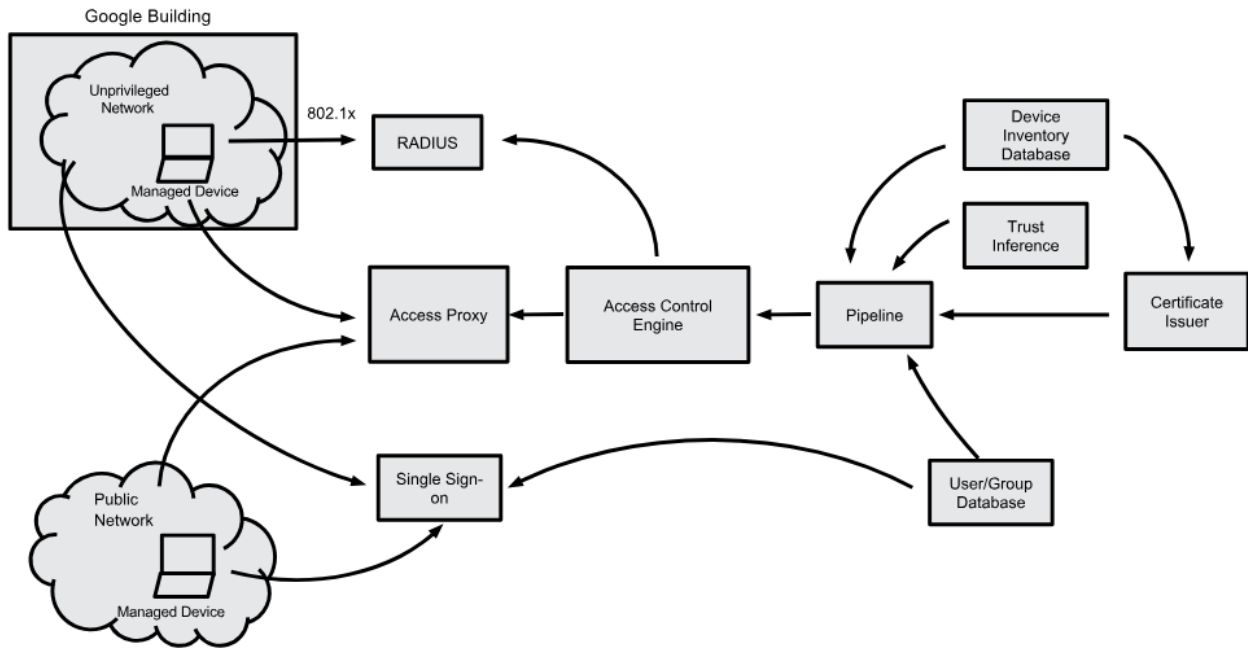 Google Building
Unprivileged
Network
Managed Device
802.1x
RADIUS
Device
Inventory
Database
Trust
Inference
Access Proxy
Access Control
Engine
Pipeline
Certificate
Issuer
Public
Network
Managed Device
Single Sign-
on
User/Group
Database